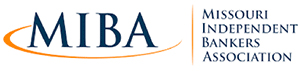 MIBA
MISSOURI
INDEPENDENT
BANKERS
ASSOCIATION